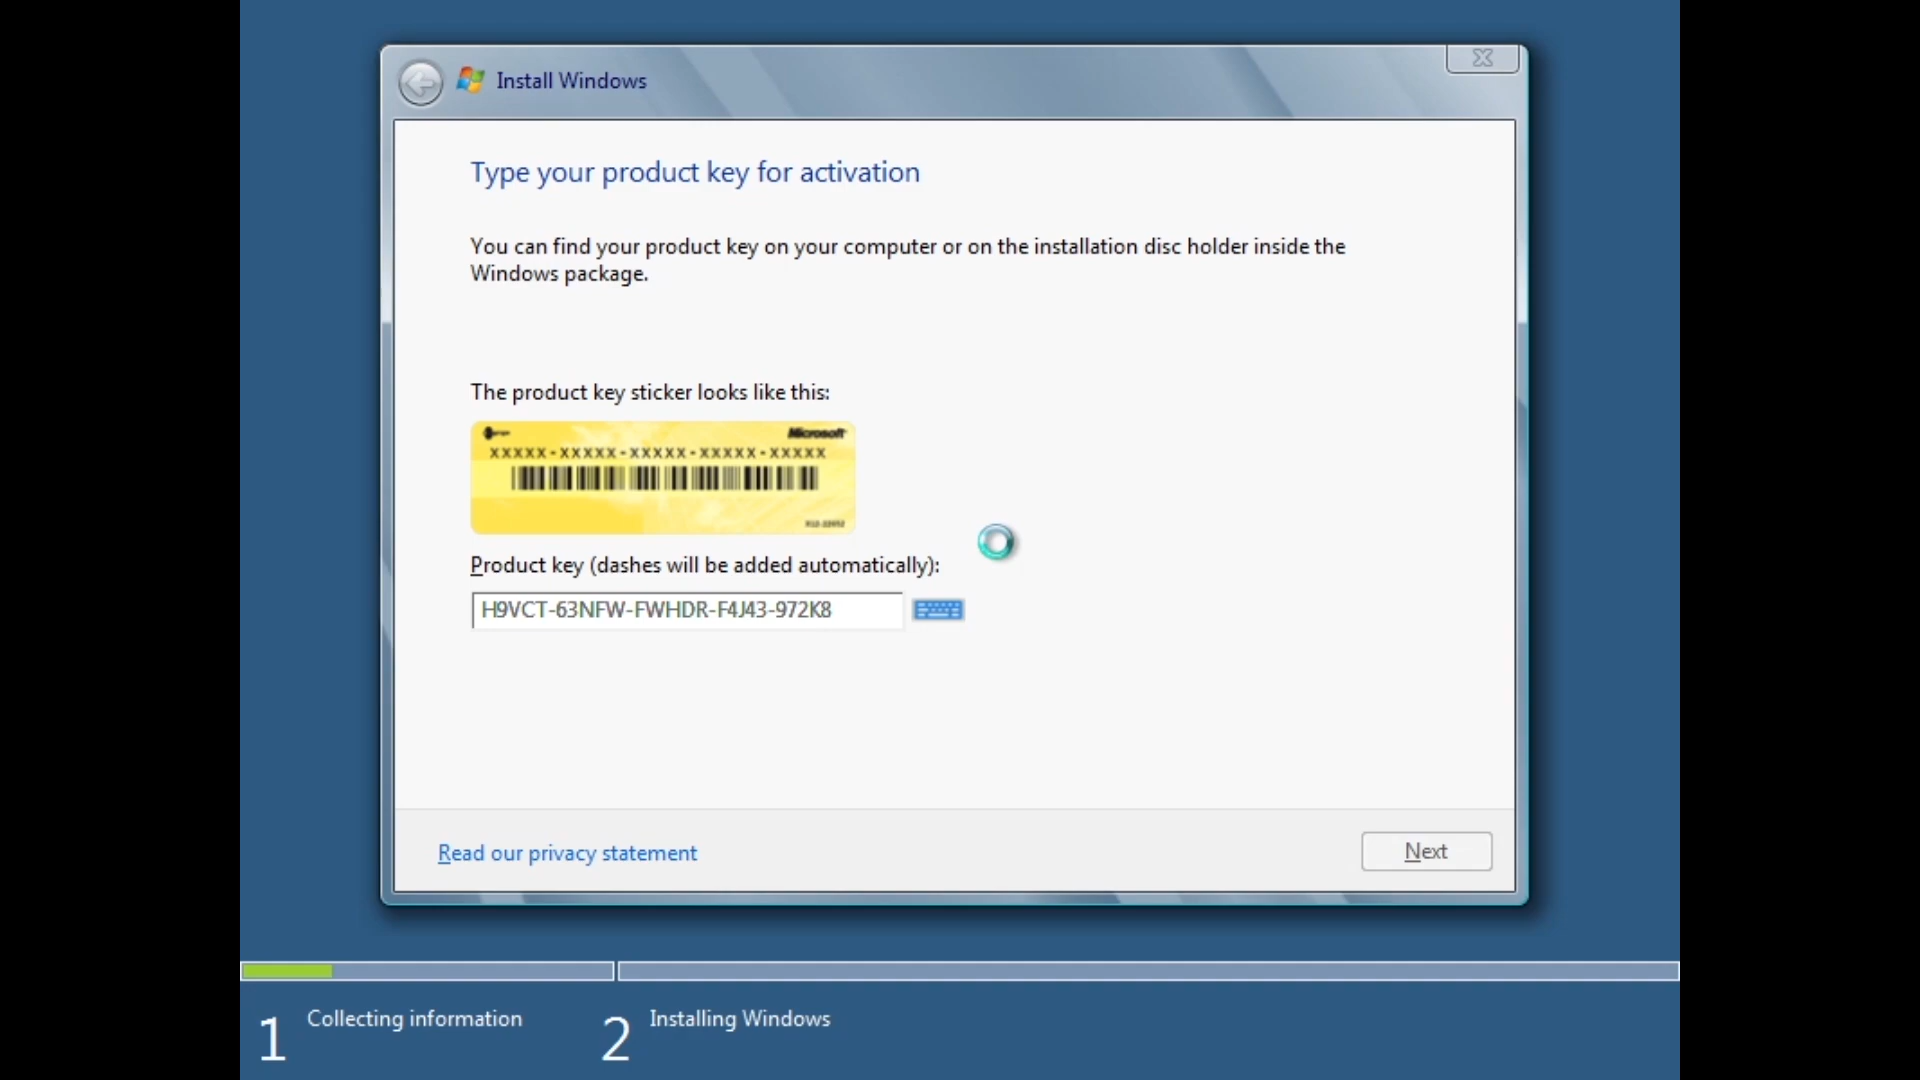 Install Windows
Type your product key for activation
You can find your product key on your computer or on the installation disc holder inside the
Windows package.
The product key sticker looks like this:
Microsoft
XXXXX-XXXXX-XXXXX-XXXXX-XXXXX
Product key (dashes will be added automatically):
H9VCT-63NFW-FWHDR-F4J43-972K8
Read our privacy statement
Next
1 Collecting information
2 Installing Windows